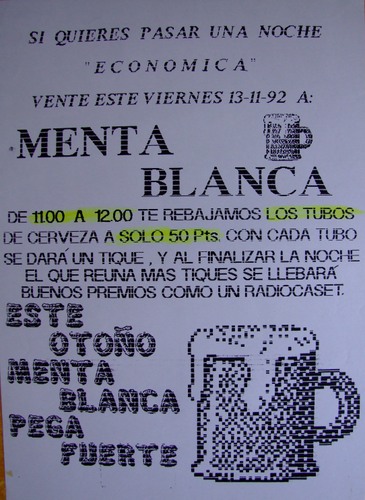 SI QUIERES PASAR UNA NOCHE
"ECONOMICA"
VENTE ESTE VIERNES 13-11-92 A:
MENTA
BLANCA
DE 11.00 A 12.00 TE REBAJAMOS LOS TUBOS
DE CERVEZA A SOLO 50 Pts. CON CADA TUBO
SE DARÁ UN TIQUE, Y AL FINALIZAR LA NOCHE
EL QUE REUNA MAS TIQUES SE LLEBARÁ
BUENOS PREMIOS COMO UN RADIOCASET.
ESTE
OTOÑO
MENTA
BLANCA
PEGA
FUERTE